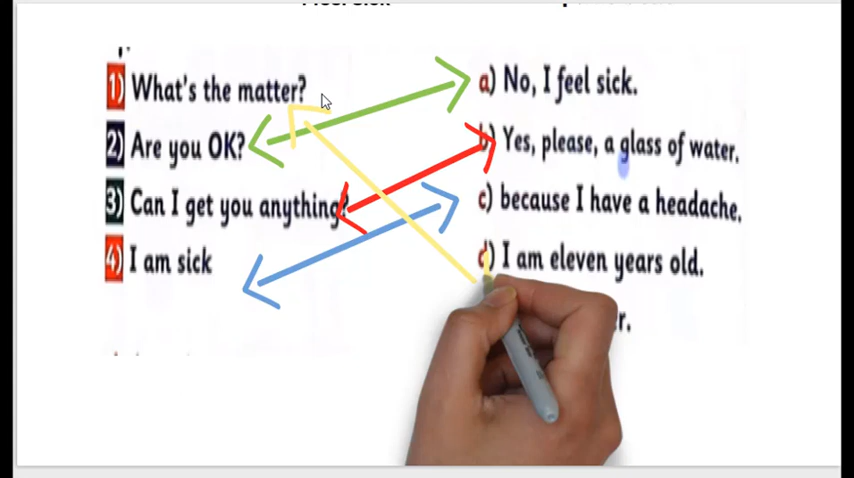 1) What's the matter?
a) No, I feel sick.
2) Are you OK?
b) Yes, please, a glass of water.
3) Can I get you anything?
c) because I have a headache.
4) I am sick
d) I am eleven years old.
r.